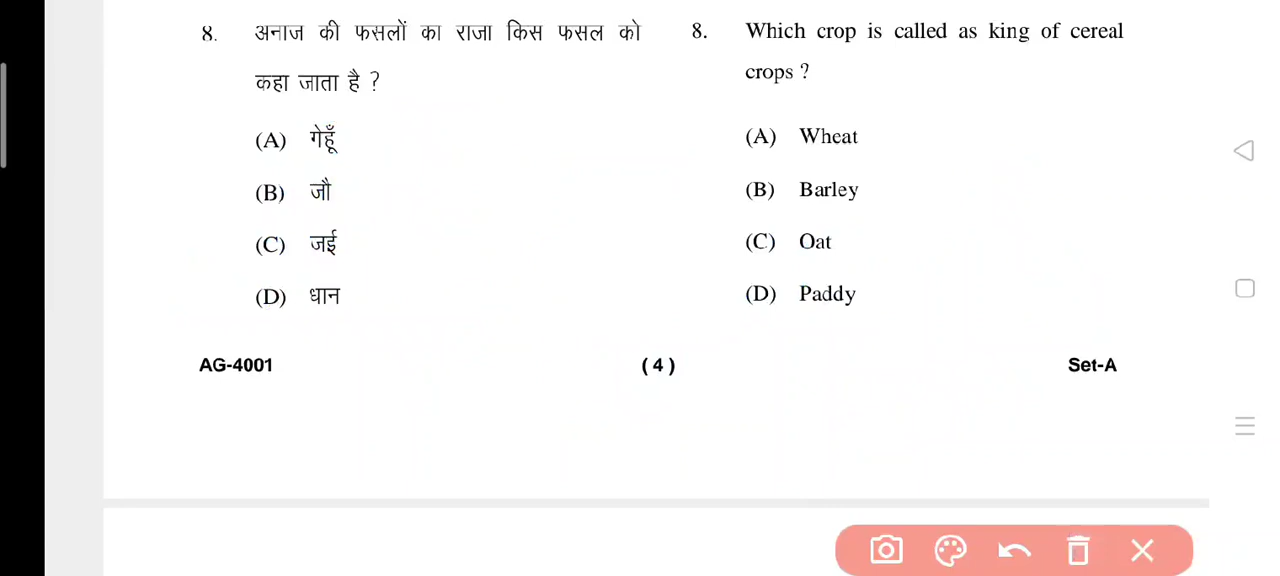 8. अनाज की फसलों का राजा किस फसल को
कहा जाता है ?
(A) गेहूँ
(B) जौ
(C) जई
(D) धान
8. Which crop is called as king of cereal
crops ?
(A) Wheat
(B) Barley
(C) Oat
(D) Paddy
AG-4001 ( 4 ) Set-A